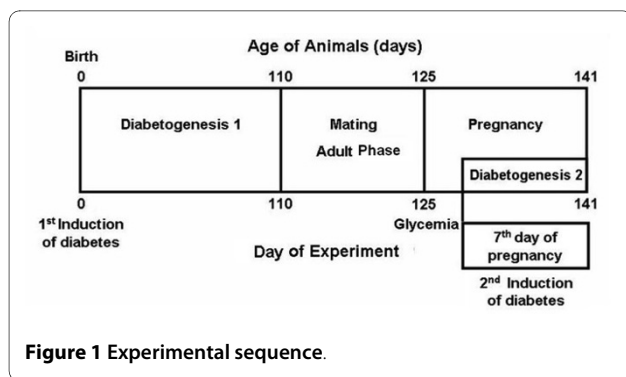 Age of Animals (days)
Birth
0 110 125 141
Diabetogenesis 1
Mating
Adult Phase
Pregnancy
Diabetogenesis 2
0 110 125 141
1st Induction
of diabetes
Glycemia
Day of Experiment
7th day of
pregnancy
2nd Induction
of diabetes
Figure 1 Experimental sequence.